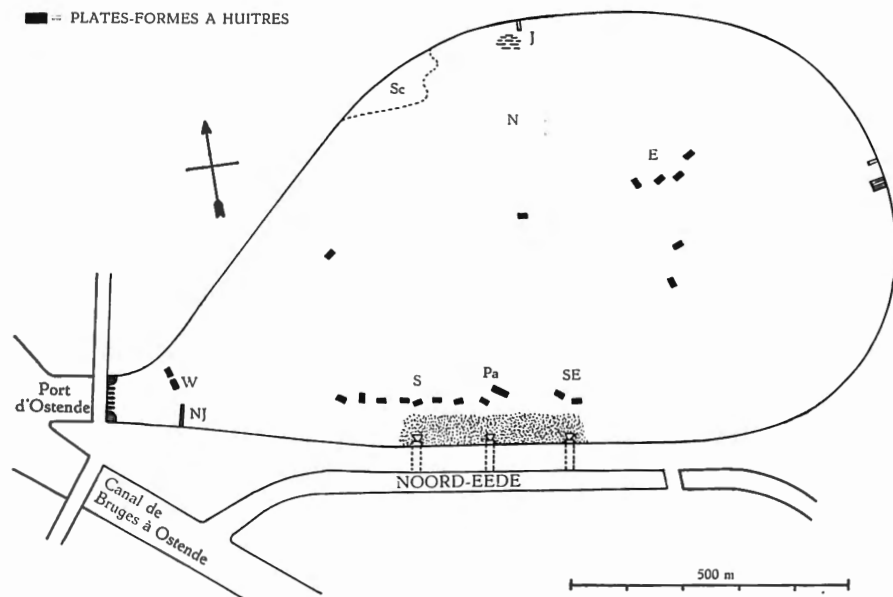 = PLATES-FORMES A HUITRES
J
Sc
N
E
S
Pa
SE
W
NJ
Port
d'Ostende
NOORD-EEDE
Canal de
Bruges à Ostende
500 m